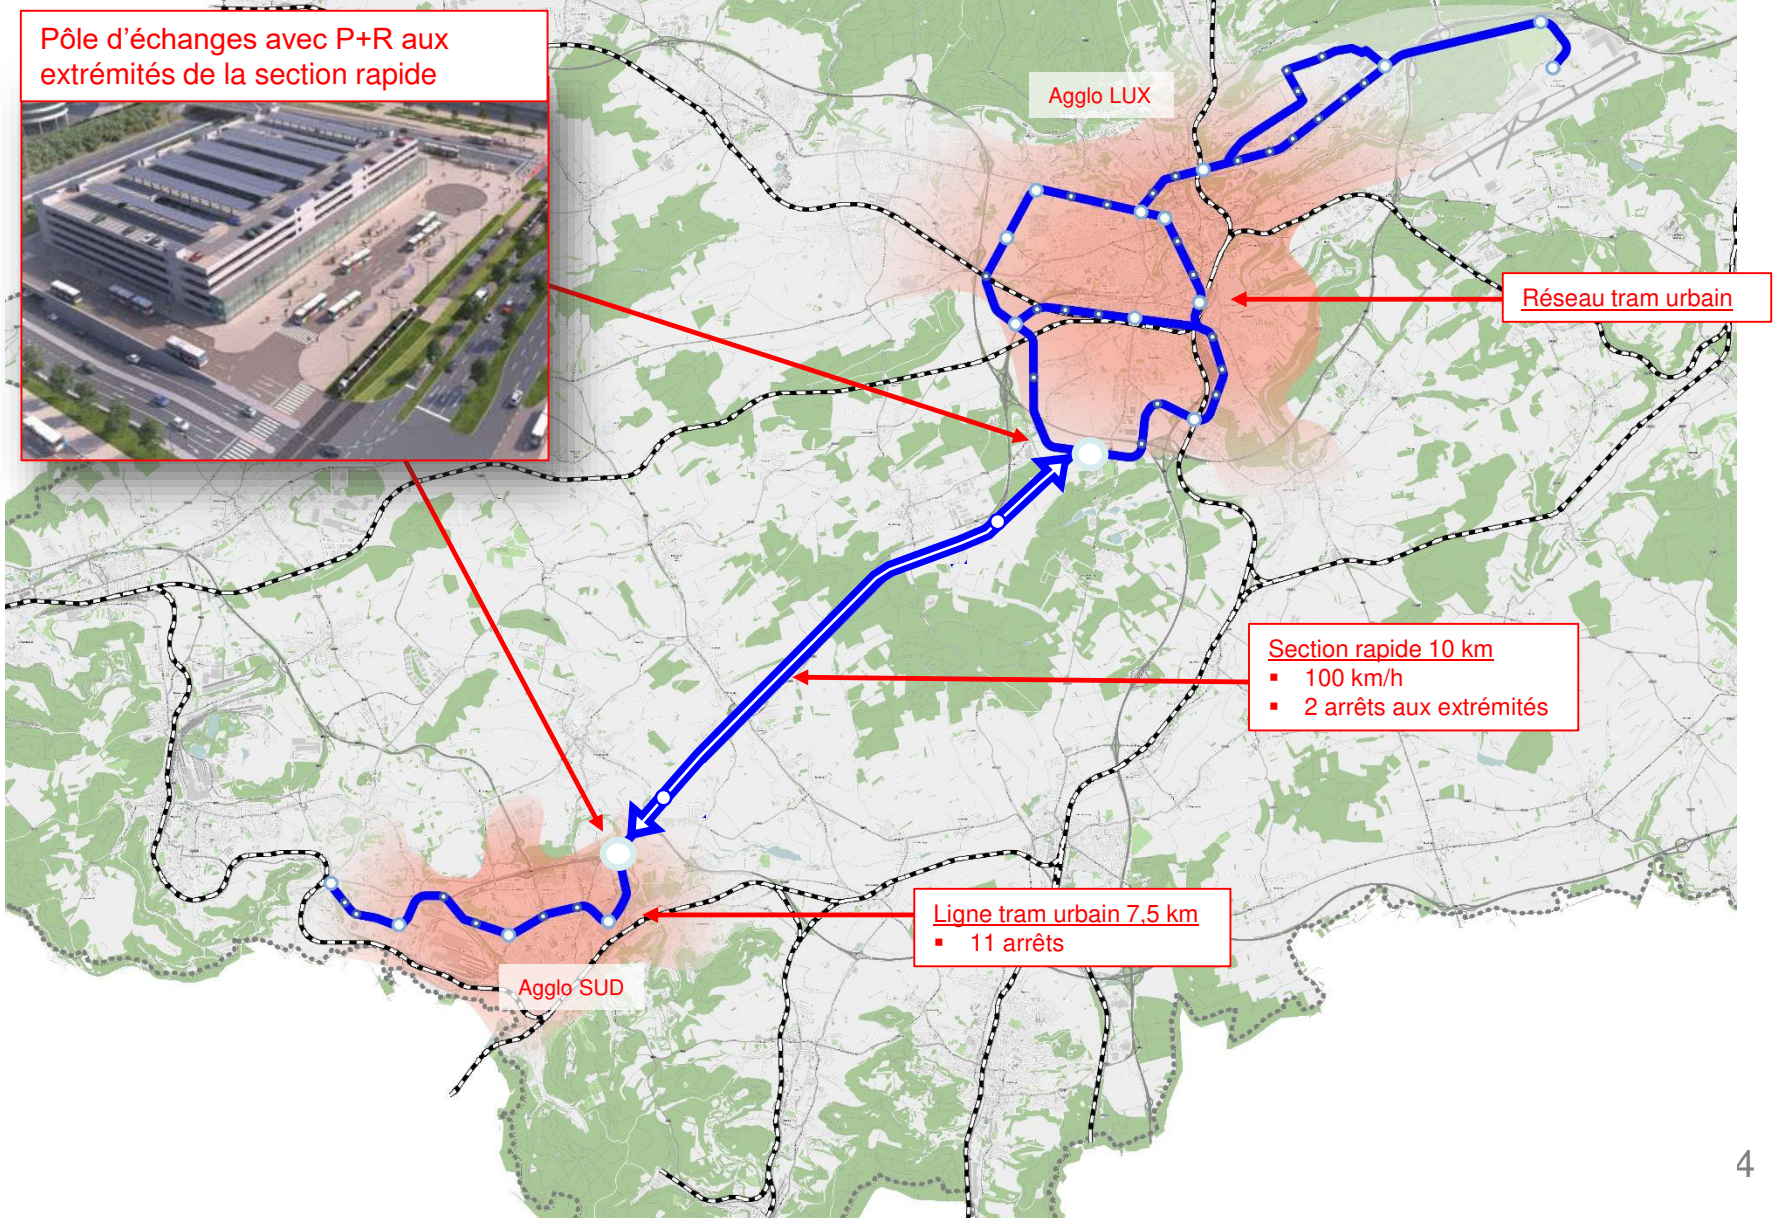 Pôle d'échanges avec P+R aux
extrémités de la section rapide
Agglo LUX
Réseau tram urbain
Section rapide 10 km
▪ 100 km/h
▪ 2 arrêts aux extrémités
Ligne tram urbain 7,5 km
▪ 11 arrêts
Agglo SUD
4